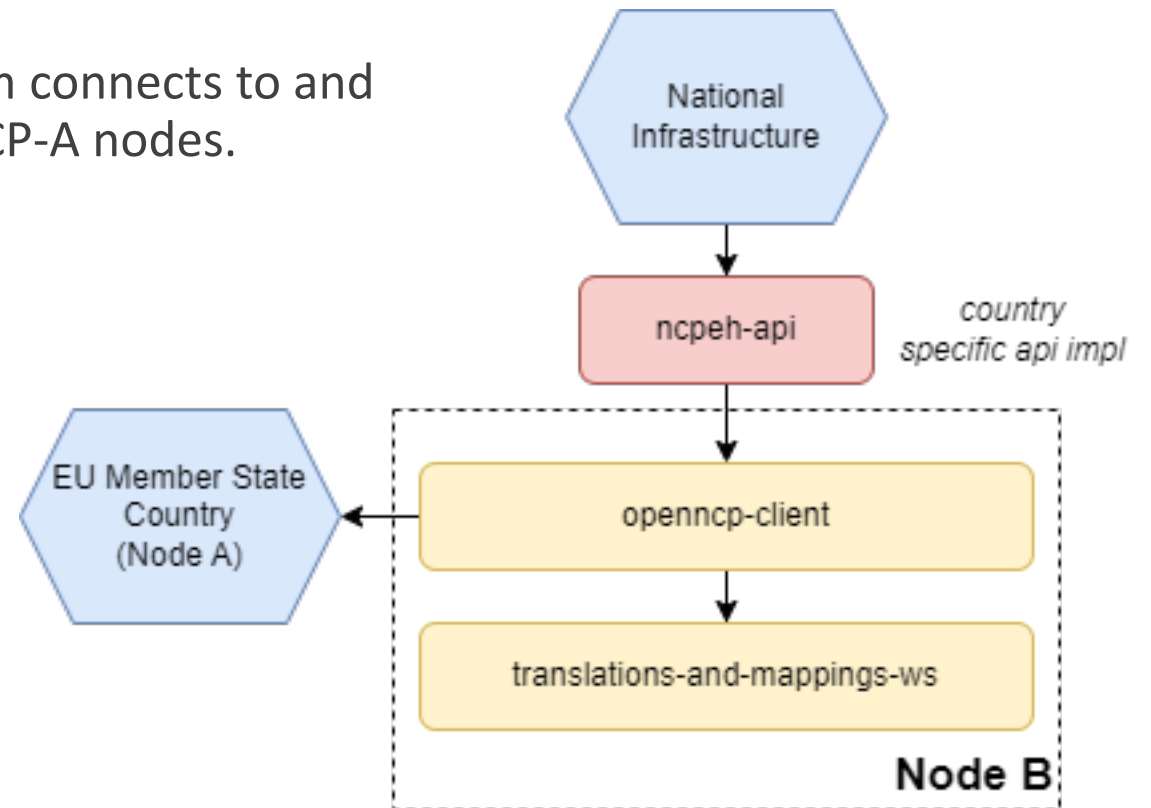 connects to and
nodes.
National
Infrastructure
ncpeh-api
country
specific api impl
EU Member State
Country
(Node A)
openncp-client
translations-and-mappings-ws
Node B